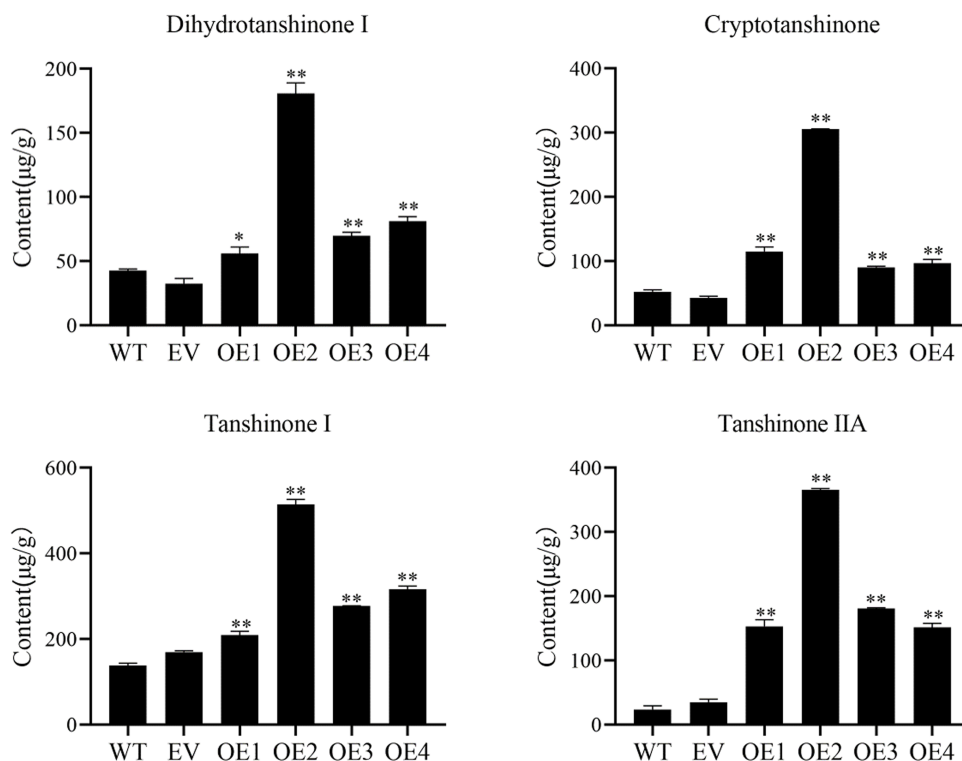 Dihydrotanshinone I
Content(μg/g)
200
150
100
50
0
**
*
**
**
WT EV OE1 OE2 OE3 OE4
Cryptotanshinone
Content(μg/g)
400
300
200
100
0
**
**
**
**
WT EV OE1 OE2 OE3 OE4
Tanshinone I
Content(μg/g)
600
400
200
0
**
**
**
**
WT EV OE1 OE2 OE3 OE4
Tanshinone IIA
Content(μg/g)
400
300
200
100
0
**
**
**
**
WT EV OE1 OE2 OE3 OE4